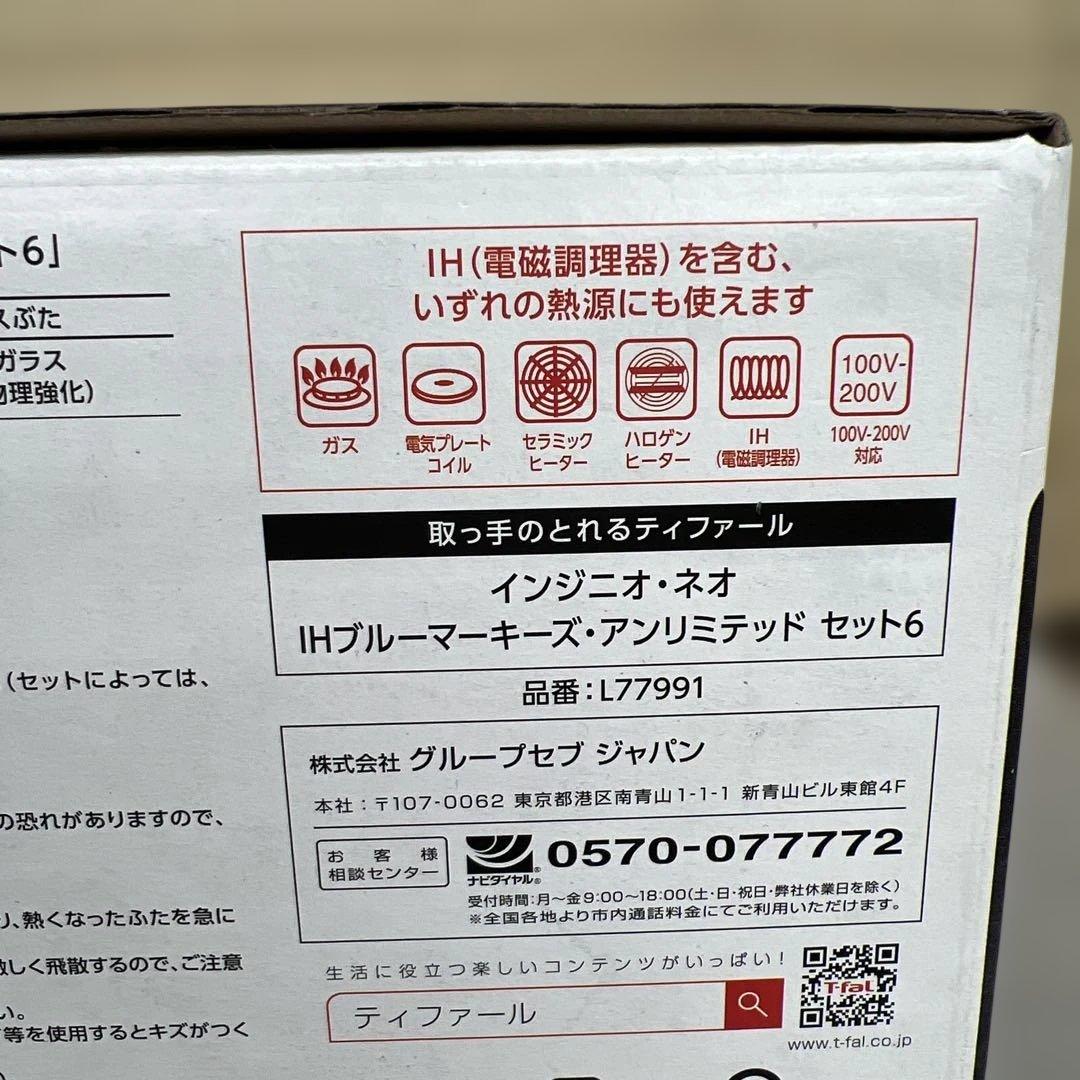 ト6」
スぶた
ガラス
物理強化)
(セットによっては、
の恐れがありますので、
り、熱くなったふたを急に
激しく飛散するので、ご注意
い。
等を使用するとキズがつく
IH(電磁調理器)を含む、
いずれの熱源にも使えます
100V-
200V
ガス
電気プレート
コイル
セラミック
ヒーター
ハロゲン
ヒーター
IH
(電磁調理器)
100V-200V
対応
取っ手のとれるティファール
インジニオ・ネオ
IHブルーマーキーズ・アンリミテッド セット6
品番:L77991
株式会社 グループセブ ジャパン
本社:〒107-0062 東京都港区南青山1-1-1 新青山ビル東館4F
お客様
相談センター
ナビダイヤル®
0570-077772
受付時間:月〜金9:00〜18:00(土・日・祝日・弊社休業日を除く)
※全国各地より市内通話料金にてご利用いただけます。
生活に役立つ楽しいコンテンツがいっぱい!
ティファール
T-fal
www.t-fal.co.jp